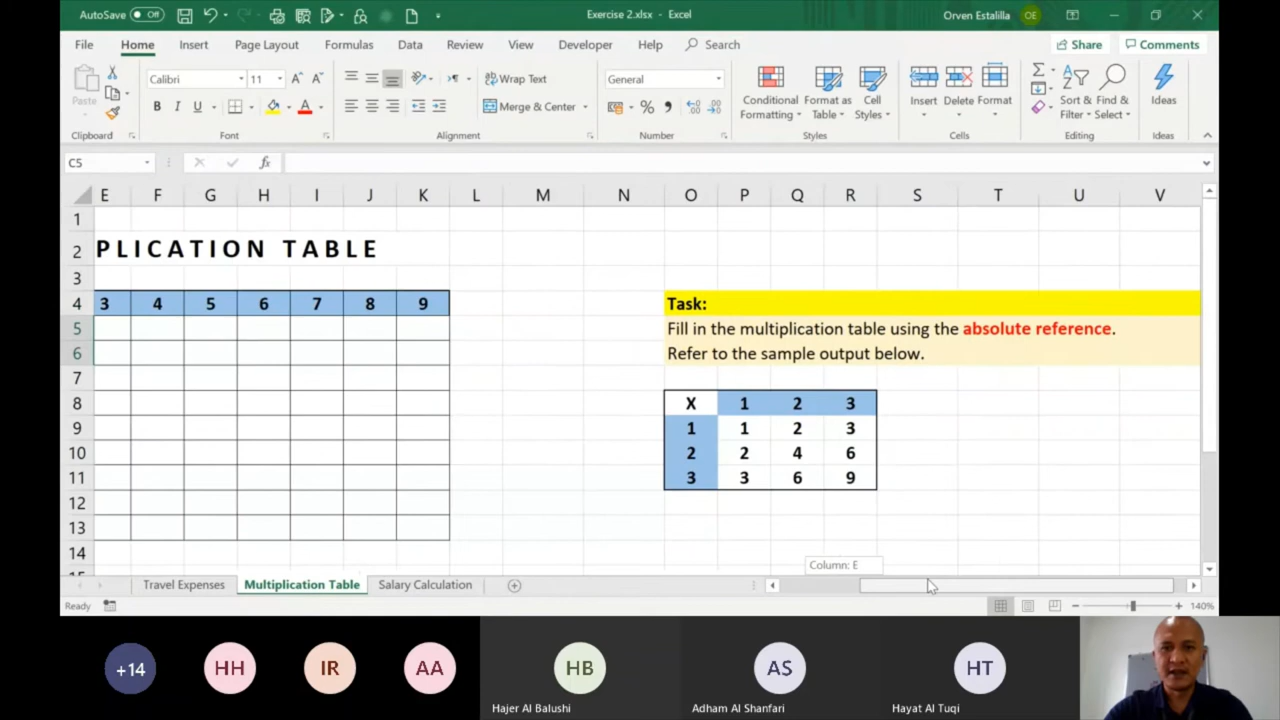 AutoSave Off Exercise 2.xlsx - Excel Orven Estalilla OE
File Home Insert Page Layout Formulas Data Review View Developer Help Search Share Comments
Calibri 11 A A Wrap Text General
Paste B I U A Merge & Center % , Conditional Formatting Format as Table Cell Styles Insert Delete Format Sort & Filter Find & Select Ideas
Clipboard Font Alignment Number Styles Cells Editing Ideas
C5 fx
E F G H I J K L M N O P Q R S T U V
1
2 PLICATION TABLE
3
4 3 4 5 6 7 8 9 Task:
5 Fill in the multiplication table using the absolute reference.
6 Refer to the sample output below.
7
8 X 1 2 3
9 1 1 2 3
10 2 2 4 6
11 3 3 6 9
12
13
14
15
Column: E
Travel Expenses Multiplication Table Salary Calculation
Ready 140%
+14 HH IR AA HB AS HT
Hajer Al Balushi Adham Al Shanfari Hayat Al Tuqi